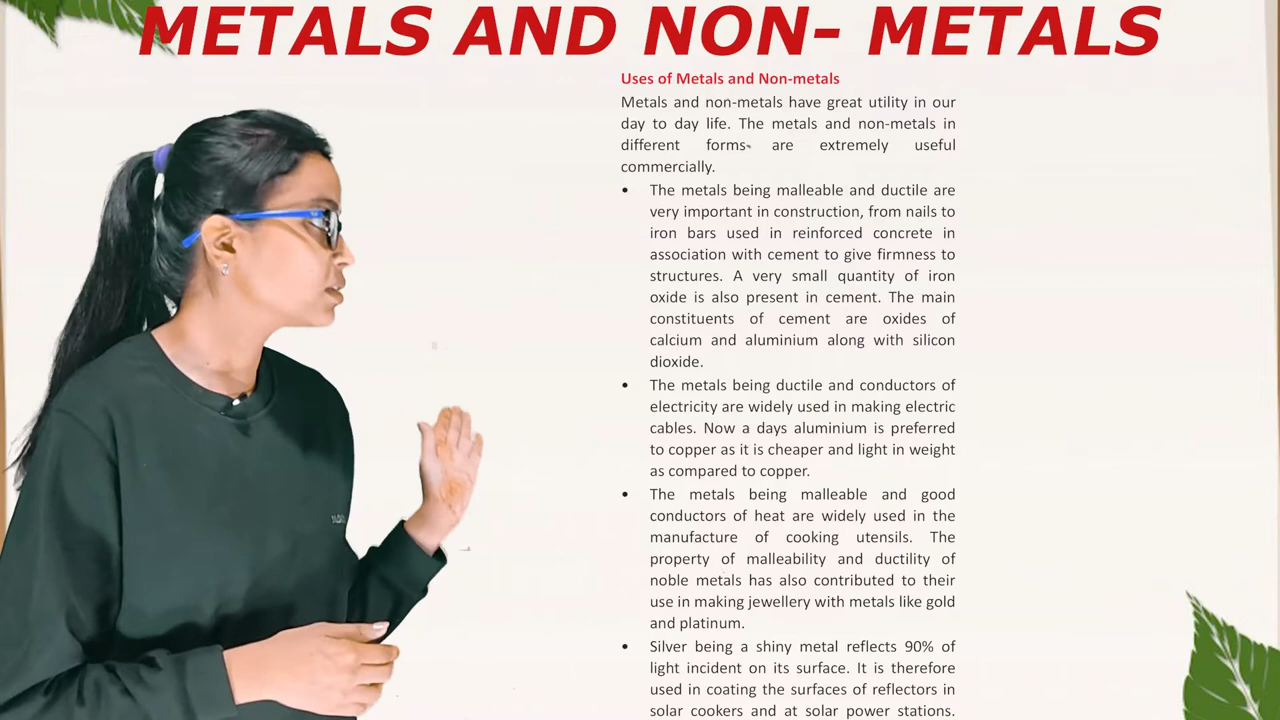 METALS AND NON- METALS
Uses of Metals and Non-metals
Metals and non-metals have great utility in our
day to day life. The metals and non-metals in
different forms are extremely useful
commercially.
• The metals being malleable and ductile are
very important in construction, from nails to
iron bars used in reinforced concrete in
association with cement to give firmness to
structures. A very small quantity of iron
oxide is also present in cement. The main
constituents of cement are oxides of
calcium and aluminium along with silicon
dioxide.
• The metals being ductile and conductors of
electricity are widely used in making electric
cables. Now a days aluminium is preferred
to copper as it is cheaper and light in weight
as compared to copper.
• The metals being malleable and good
conductors of heat are widely used in the
manufacture of cooking utensils. The
property of malleability and ductility of
noble metals has also contributed to their
use in making jewellery with metals like gold
and platinum.
• Silver being a shiny metal reflects 90% of
light incident on its surface. It is therefore
used in coating the surfaces of reflectors in
solar cookers and at solar power stations.